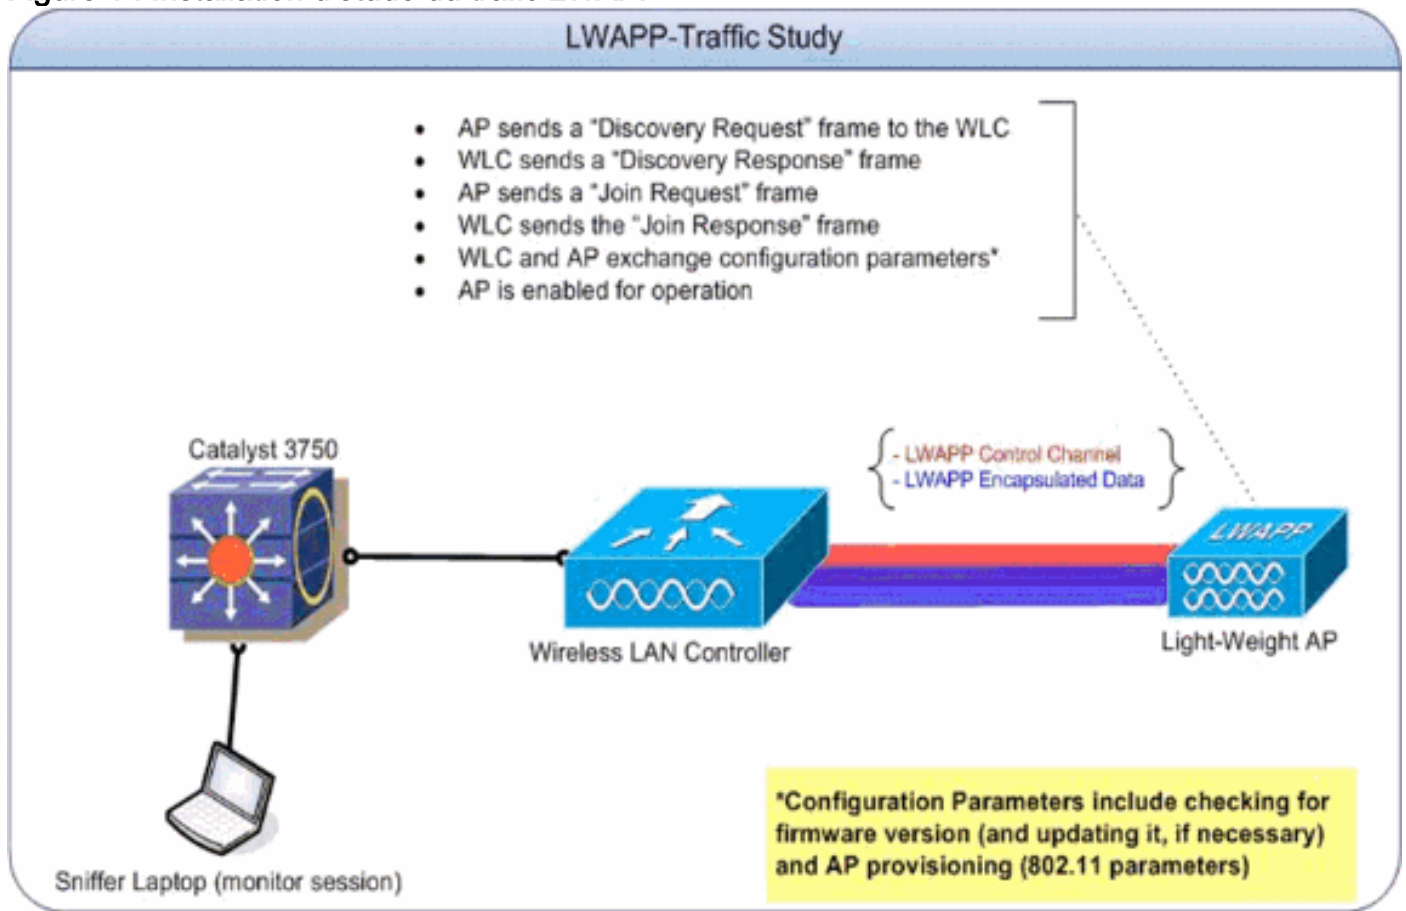 LWAPP-Traffic Study
• AP sends a “Discovery Request” frame to the WLC
• WLC sends a “Discovery Response” frame
• AP sends a “Join Request” frame
• WLC sends the “Join Response” frame
• WLC and AP exchange configuration parameters*
• AP is enabled for operation
Catalyst 3750
- LWAPP Control Channel
- LWAPP Encapsulated Data
LWAPP
Wireless LAN Controller
Light-Weight AP
*Configuration Parameters include checking for
firmware version (and updating it, if necessary)
and AP provisioning (802.11 parameters)
Sniffer Laptop (monitor session)